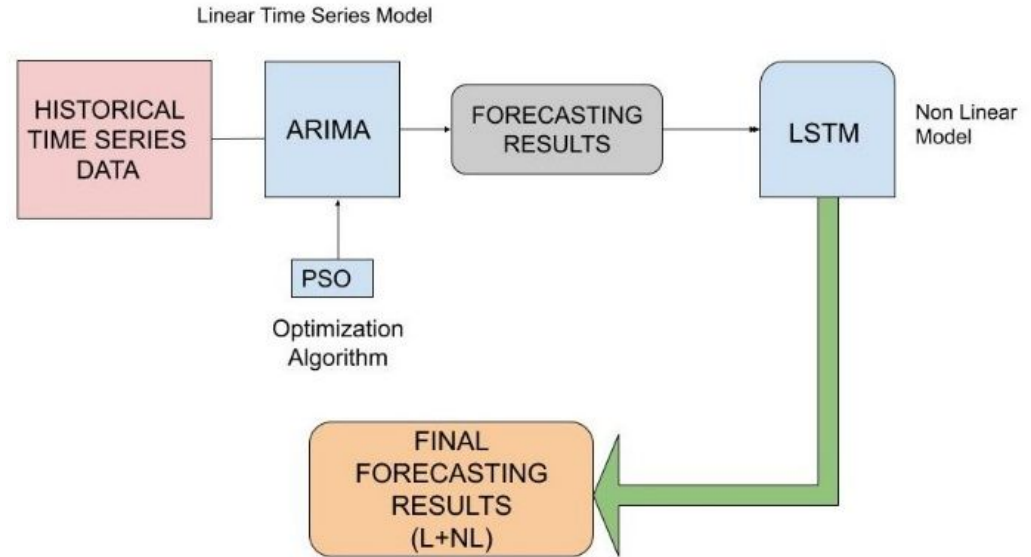 Linear Time Series Model
HISTORICAL
TIME SERIES
DATA
ARIMA
FORECASTING
RESULTS
LSTM
Non Linear
Model
PSO
Optimization
Algorithm
FINAL
FORECASTING
RESULTS
(L+NL)